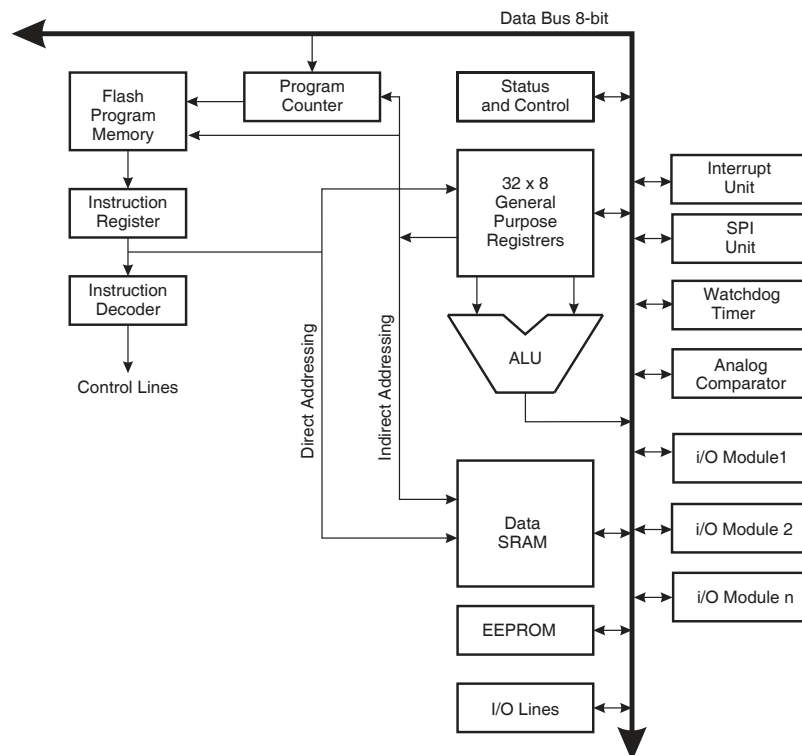 Data Bus 8-bit
Flash
Program
Memory
Program
Counter
Status
and Control
Instruction
Register
32 x 8
General
Purpose
Registrers
Interrupt
Unit
SPI
Unit
Instruction
Decoder
Watchdog
Timer
Control Lines
Direct Addressing
Indirect Addressing
ALU
Analog
Comparator
i/O Module1
Data
SRAM
i/O Module 2
i/O Module n
EEPROM
I/O Lines